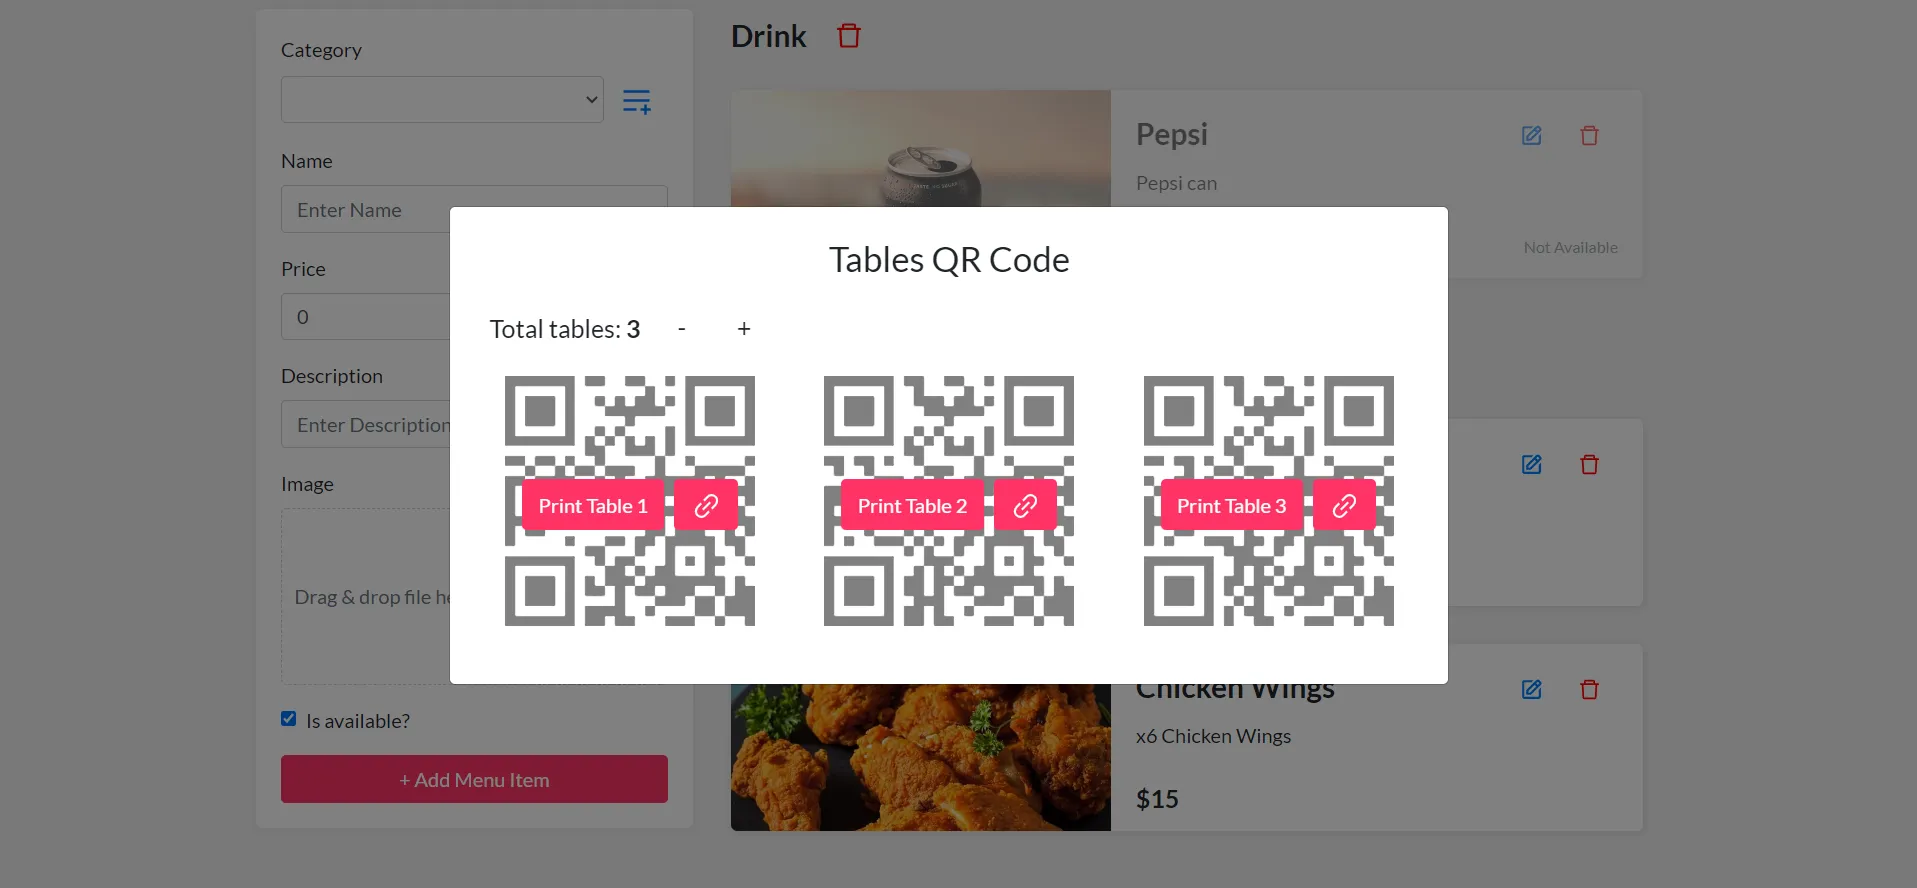 Category
Name
Enter Name
Price
0
Description
Enter Description
Image
Drag & drop file he
Is available?
+ Add Menu Item
Drink
Pepsi
Pepsi can
Not Available
Tables QR Code
Total tables: 3 - +
Print Table 1
Print Table 2
Print Table 3
Chicken Wings
x6 Chicken Wings
$15